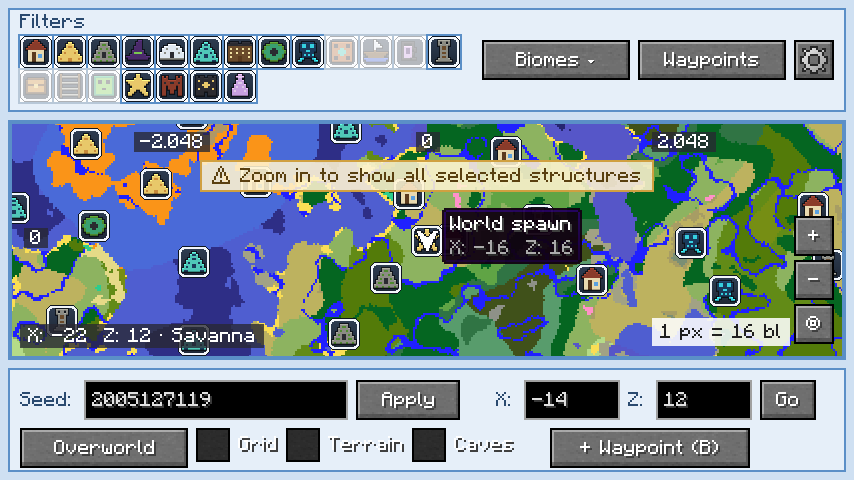 Filters
Biomes
Waypoints
-2.048
0
2.048
Zoom in to show all selected structures
World spawn
X: -16 Z: 16
0
+
-
X: -22 Z: 12 · Savanna
1 px = 16 bl
Seed: 2005127119 Apply X: -14 Z: 12 Go
Overworld Grid Terrain Caves + Waypoint (B)